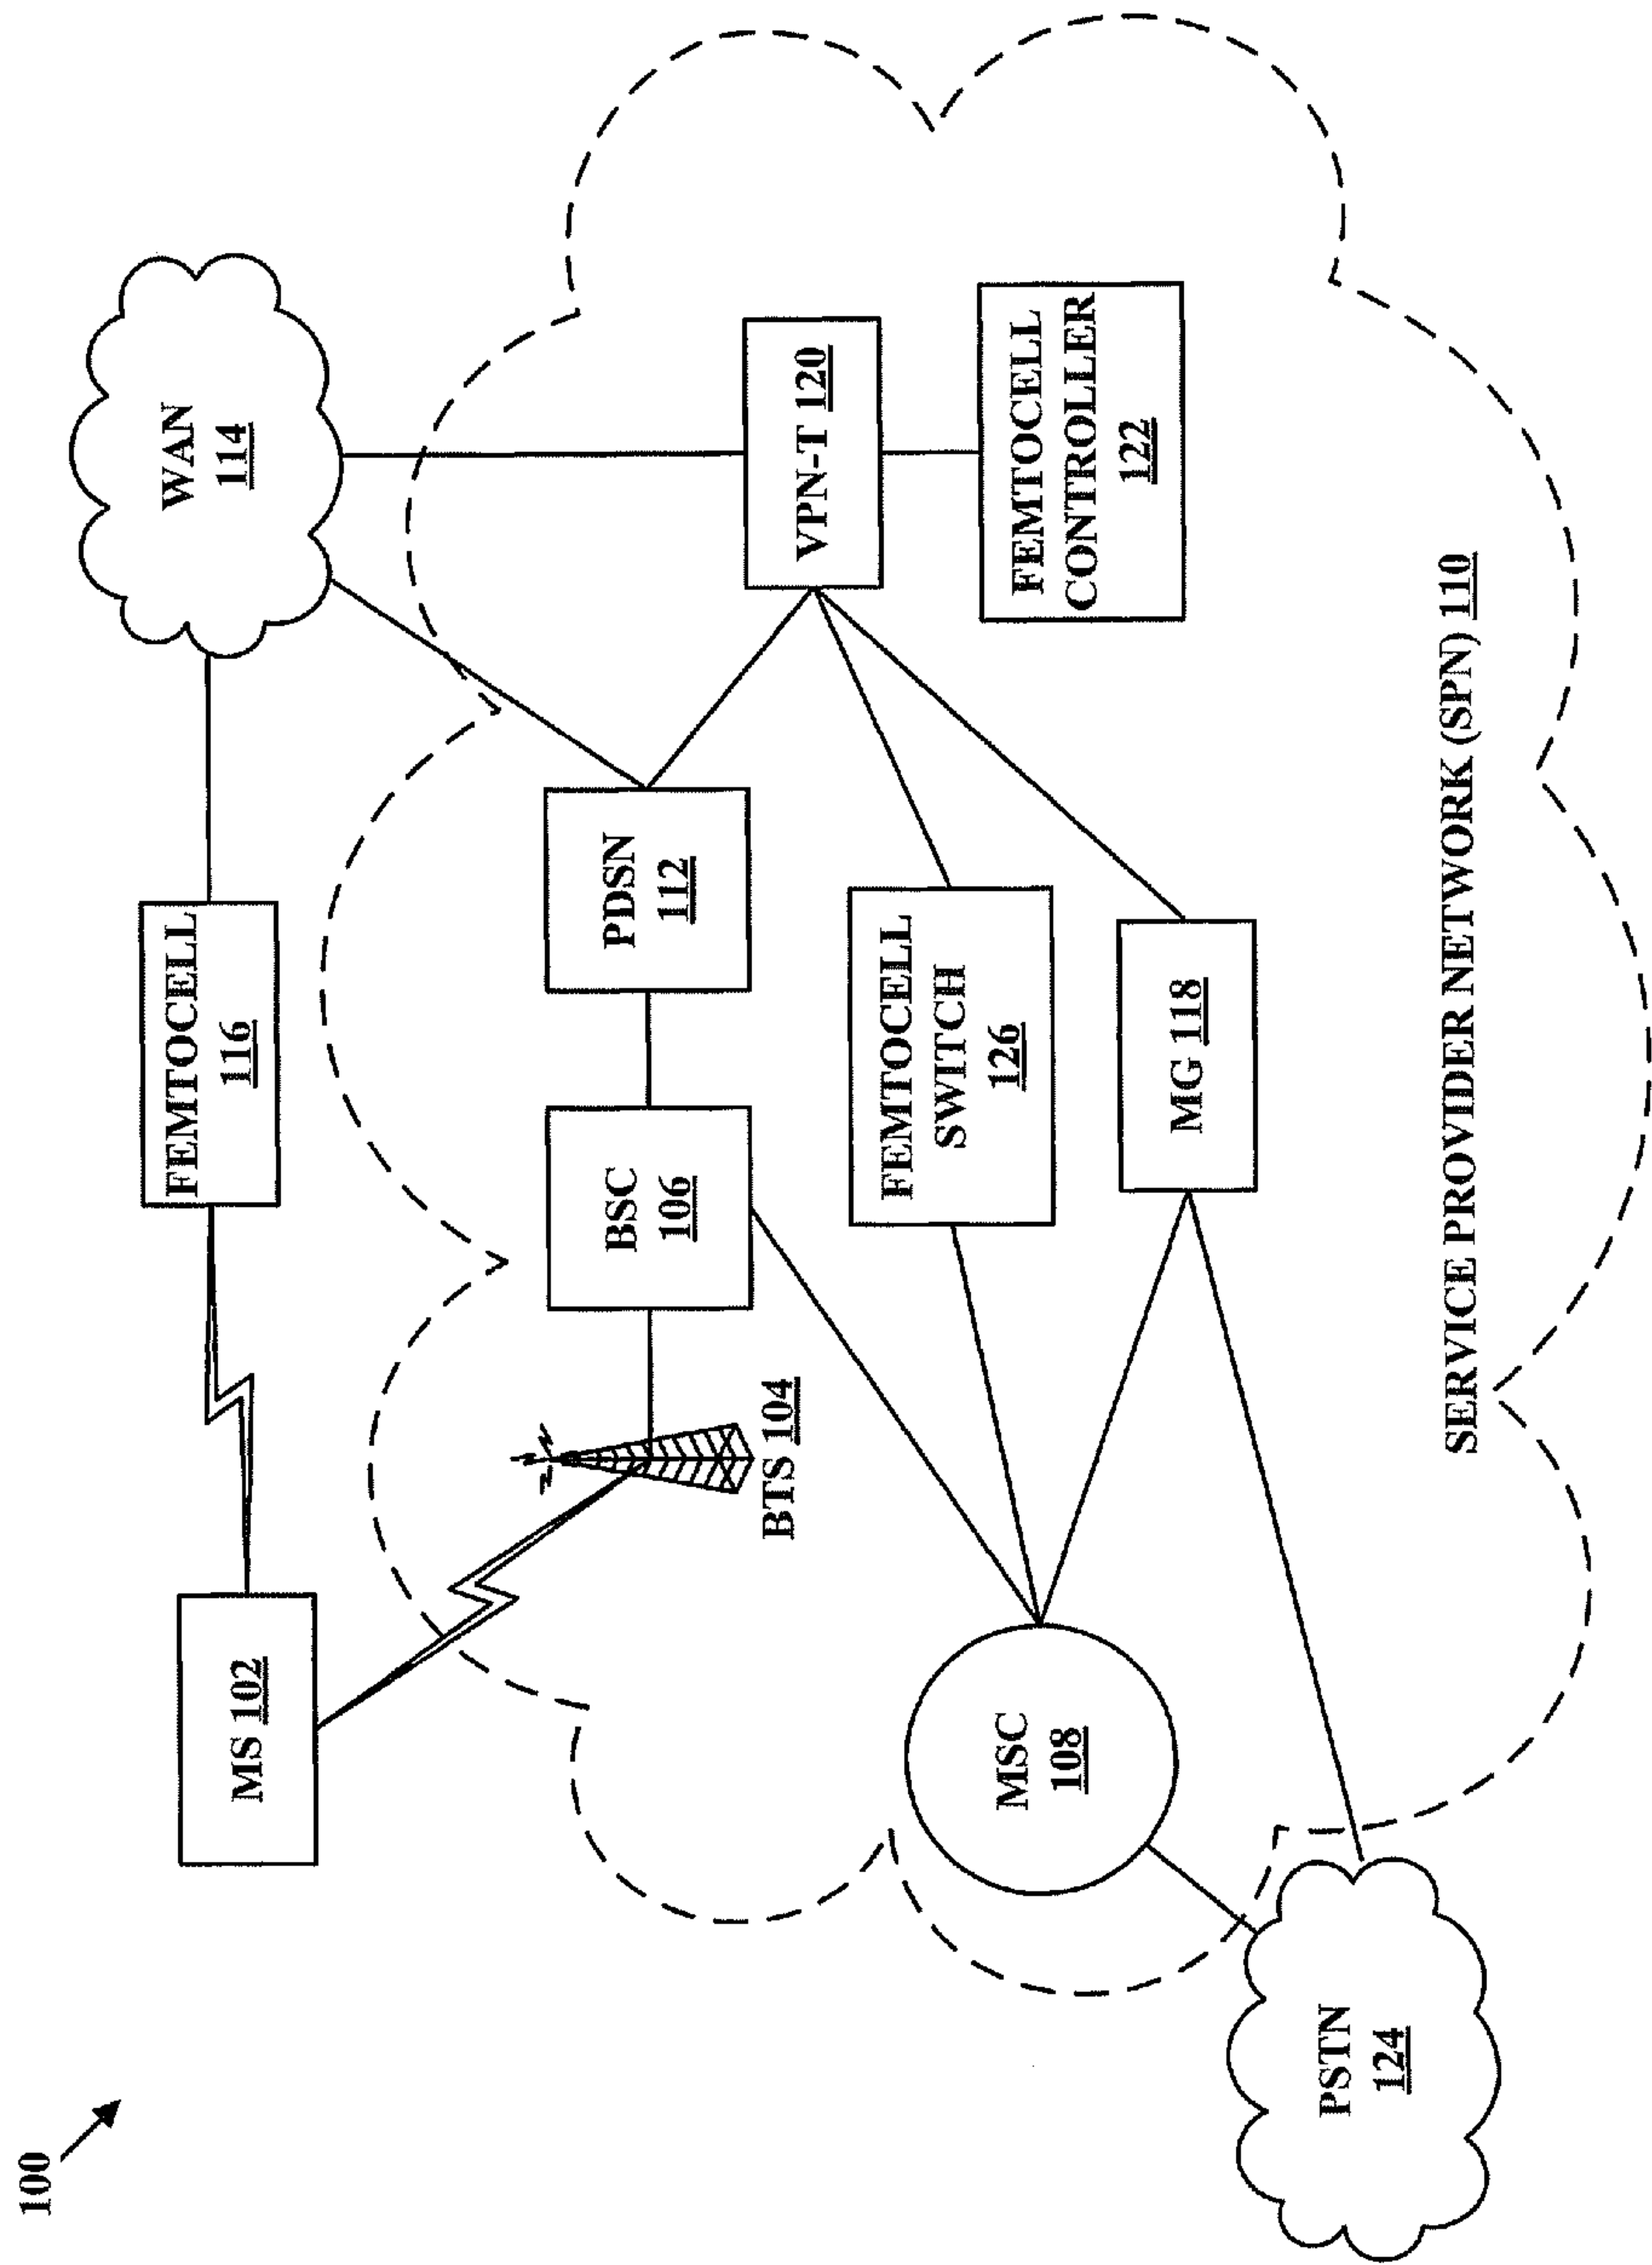 100
MS 102
FEMTOCELL
116
WAN
114
BTS 104
BSC
106
PDSN
112
VPN-T 120
FEMTOCELL
SWITCH
126
FEMTOCELL
CONTROLLER
122
MSC
108
MG 118
PSTN
124
SERVICE PROVIDER NETWORK (SPN) 110